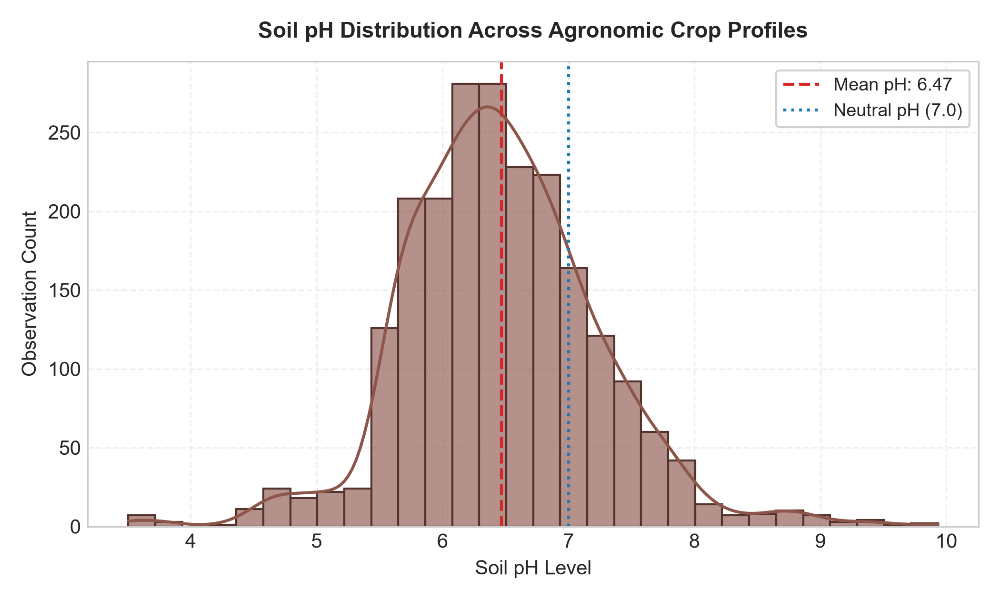 Soil pH Distribution Across Agronomic Crop Profiles
Mean pH: 6.47
Neutral pH (7.0)
Observation Count
250
200
150
100
50
0
4 5 6 7 8 9 10
Soil pH Level